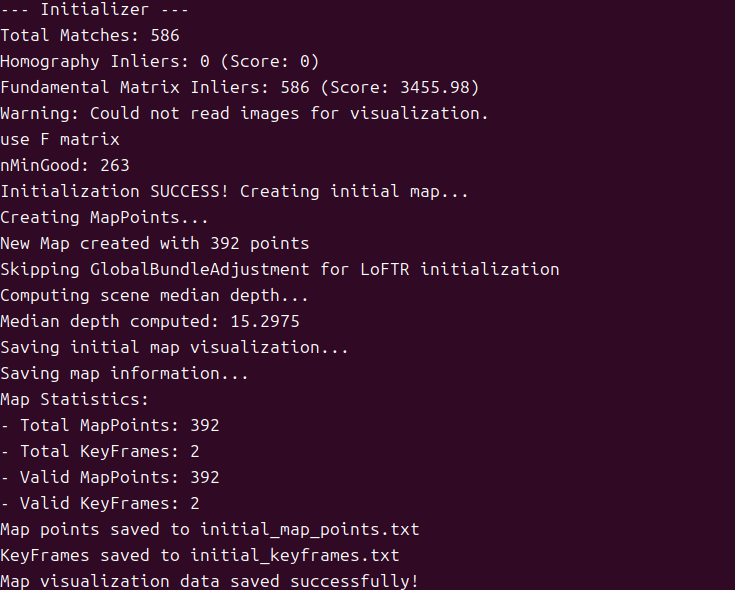 --- Initializer ---
Total Matches: 586
Homography Inliers: 0 (Score: 0)
Fundamental Matrix Inliers: 586 (Score: 3455.98)
Warning: Could not read images for visualization.
use F matrix
nMinGood: 263
Initialization SUCCESS! Creating initial map...
Creating MapPoints...
New Map created with 392 points
Skipping GlobalBundleAdjustment for LoFTR initialization
Computing scene median depth...
Median depth computed: 15.2975
Saving initial map visualization...
Saving map information...
Map Statistics:
- Total MapPoints: 392
- Total KeyFrames: 2
- Valid MapPoints: 392
- Valid KeyFrames: 2
Map points saved to initial_map_points.txt
KeyFrames saved to initial_keyframes.txt
Map visualization data saved successfully!